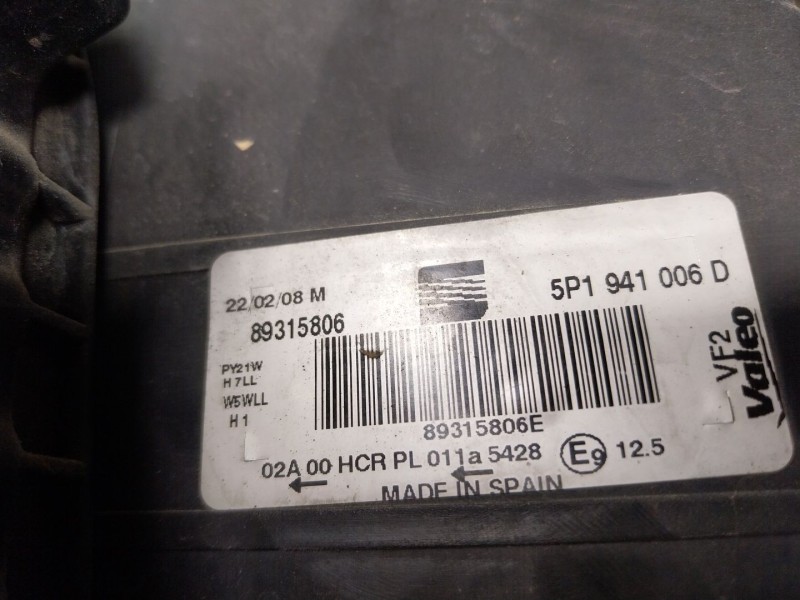 22/02/08 M
5P1 941 006 D
89315806
PY21W
H7LL
W5WLL
H1
VF2
Valeo
89315806E
02A 00 HCR PL 011a 5428 E9 12.5
MADE IN SPAIN